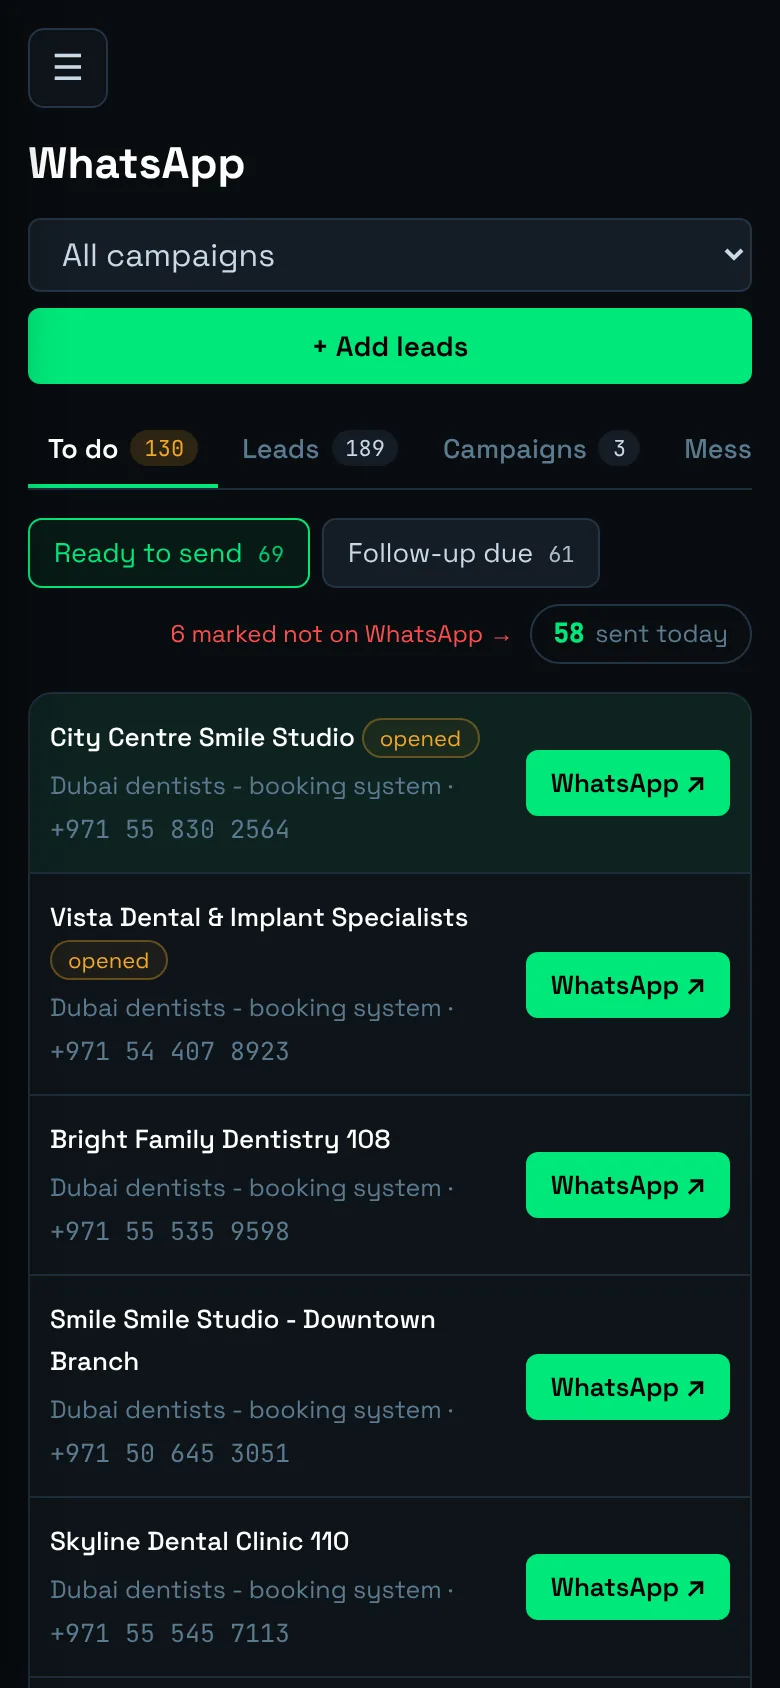 ☰
WhatsApp
All campaigns
+ Add leads
To do 130 Leads 189 Campaigns 3 Mess
Ready to send 69 Follow-up due 61
6 marked not on WhatsApp → 58 sent today
City Centre Smile Studio opened
Dubai dentists - booking system ·
+971 55 830 2564
WhatsApp ↗
Vista Dental & Implant Specialists
opened
Dubai dentists - booking system ·
+971 54 407 8923
WhatsApp ↗
Bright Family Dentistry 108
Dubai dentists - booking system ·
+971 55 535 9598
WhatsApp ↗
Smile Smile Studio - Downtown
Branch
Dubai dentists - booking system ·
+971 50 645 3051
WhatsApp ↗
Skyline Dental Clinic 110
Dubai dentists - booking system ·
+971 55 545 7113
WhatsApp ↗